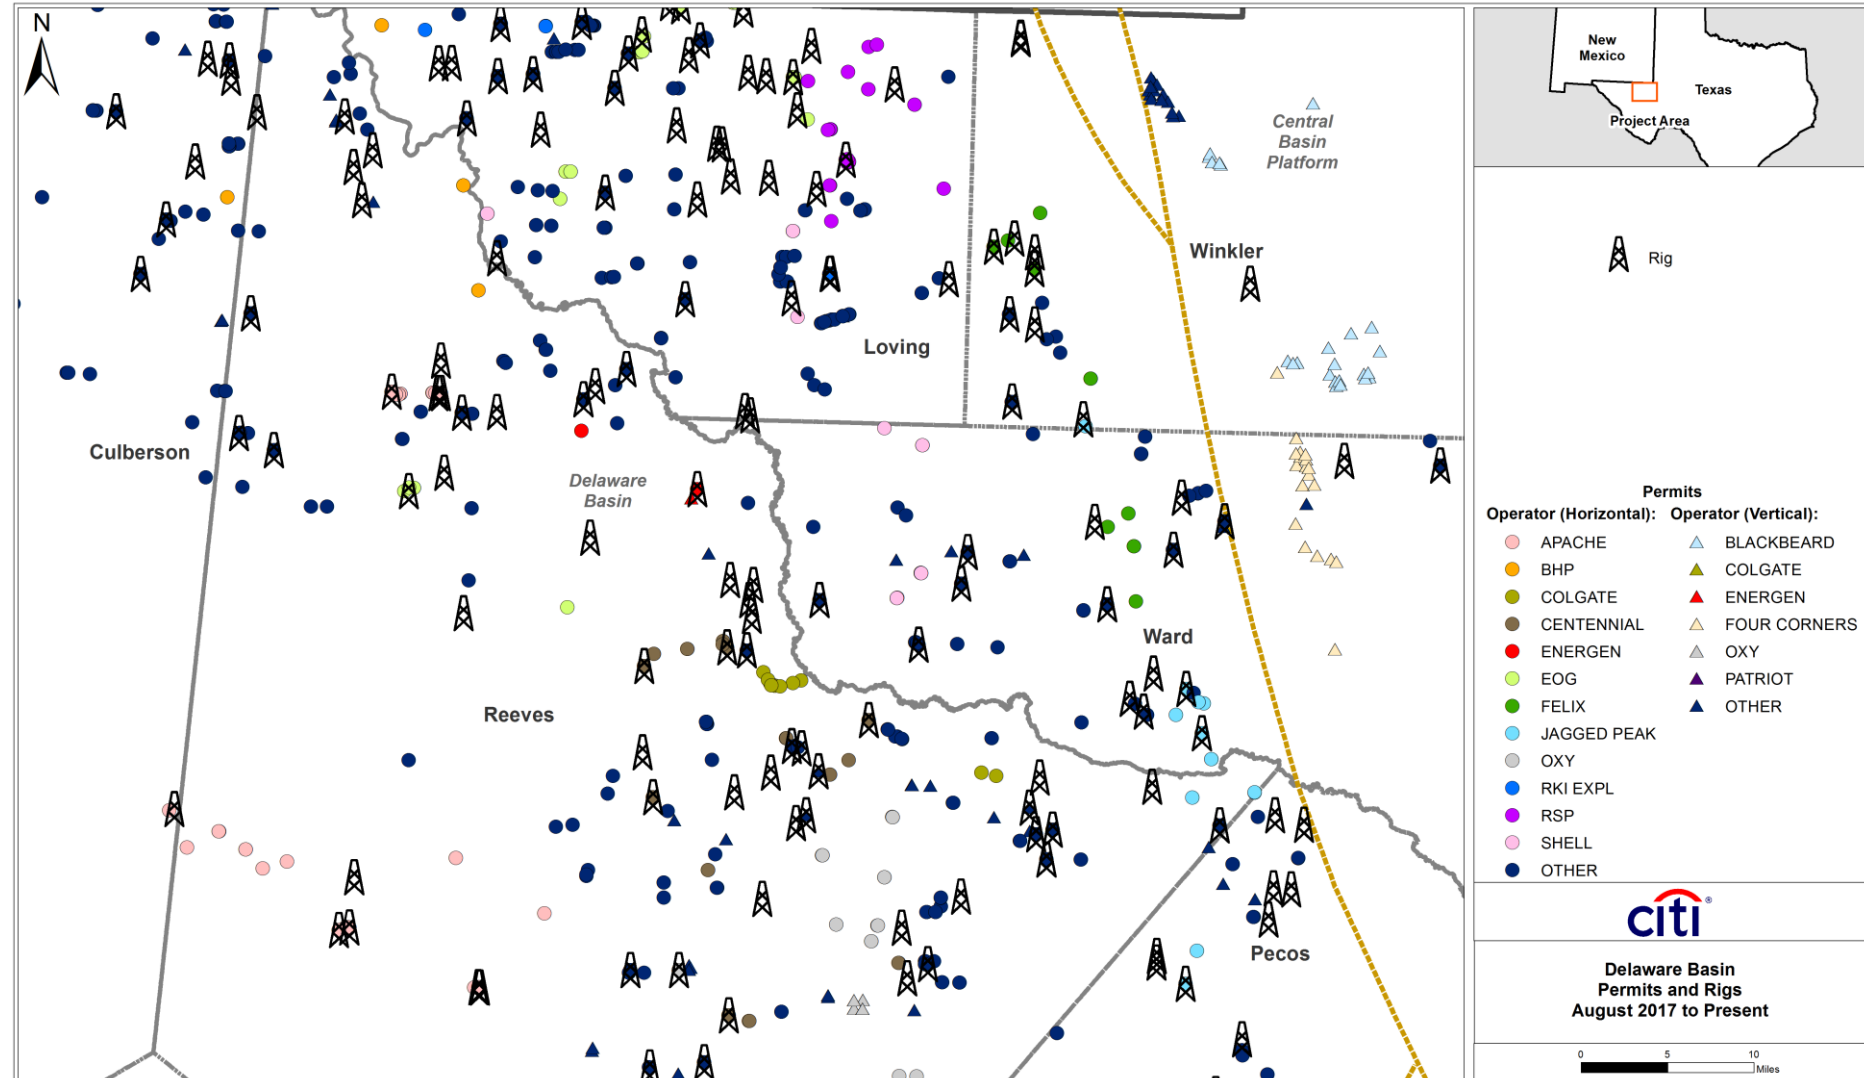 N
New
Mexico
Texas
Project Area
Central
Basin
Platform
Winkler
Rig
Loving
Culberson
Delaware
Basin
Permits
Operator (Horizontal): Operator (Vertical):
APACHE BLACKBEARD
BHP COLGATE
COLGATE ENERGEN
CENTENNIAL FOUR CORNERS
ENERGEN OXY
EOG PATRIOT
FELIX OTHER
JAGGED PEAK
OXY
RKI EXPL
RSP
SHELL
OTHER
Ward
Reeves
Pecos
citi®
Delaware Basin
Permits and Rigs
August 2017 to Present
0 5 10
Miles